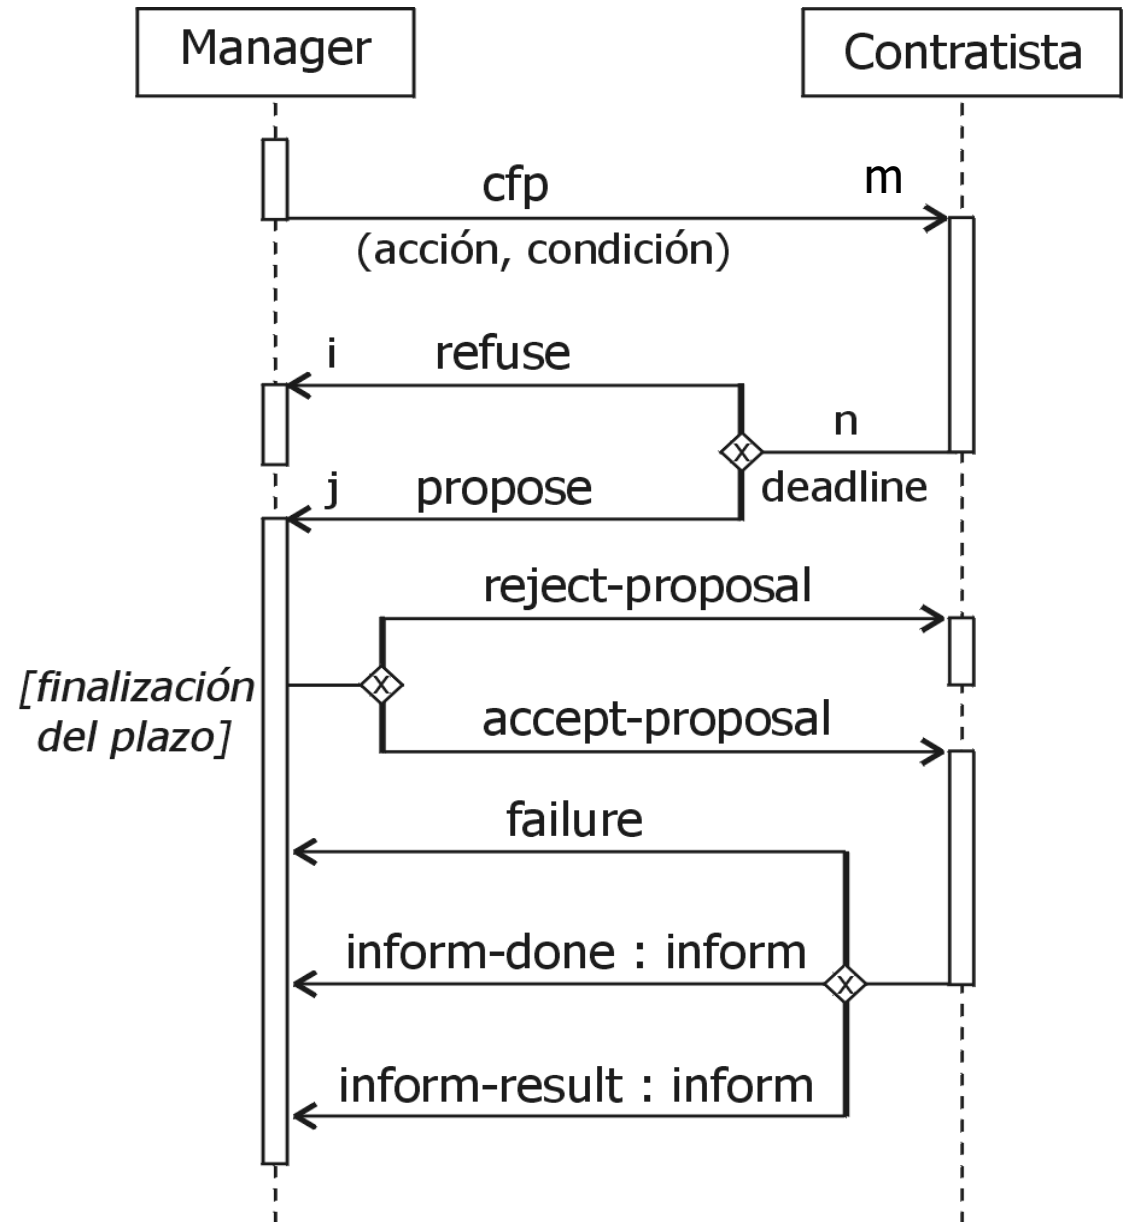 Manager
Contratista
cfp
m
(acción, condición)
i
refuse
n
x
deadline
j
propose
reject-proposal
[finalización
del plazo]
x
accept-proposal
failure
inform-done : inform
x
inform-result : inform